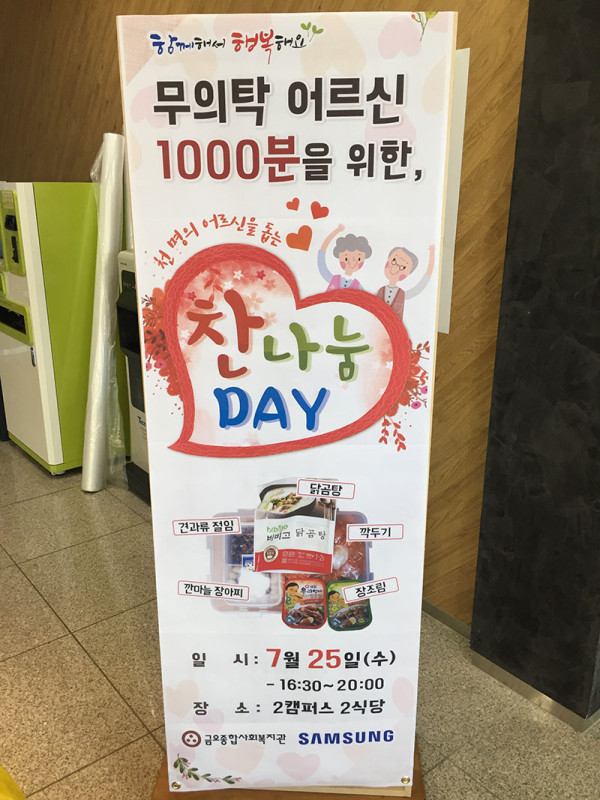 함께해서 행복해요
무의탁 어르신
1000분을 위한,
천 명의 어르신을 돕는
찬나눔
DAY
닭곰탕
견과류 절임
bibigo
비비고 닭곰탕
깍두기
깐마늘 장아찌
장조림
일 시 : 7월 25일(수)
- 16:30~20:00
장 소 : 2캠퍼스 2식당
금오종합사회복지관 SAMSUNG